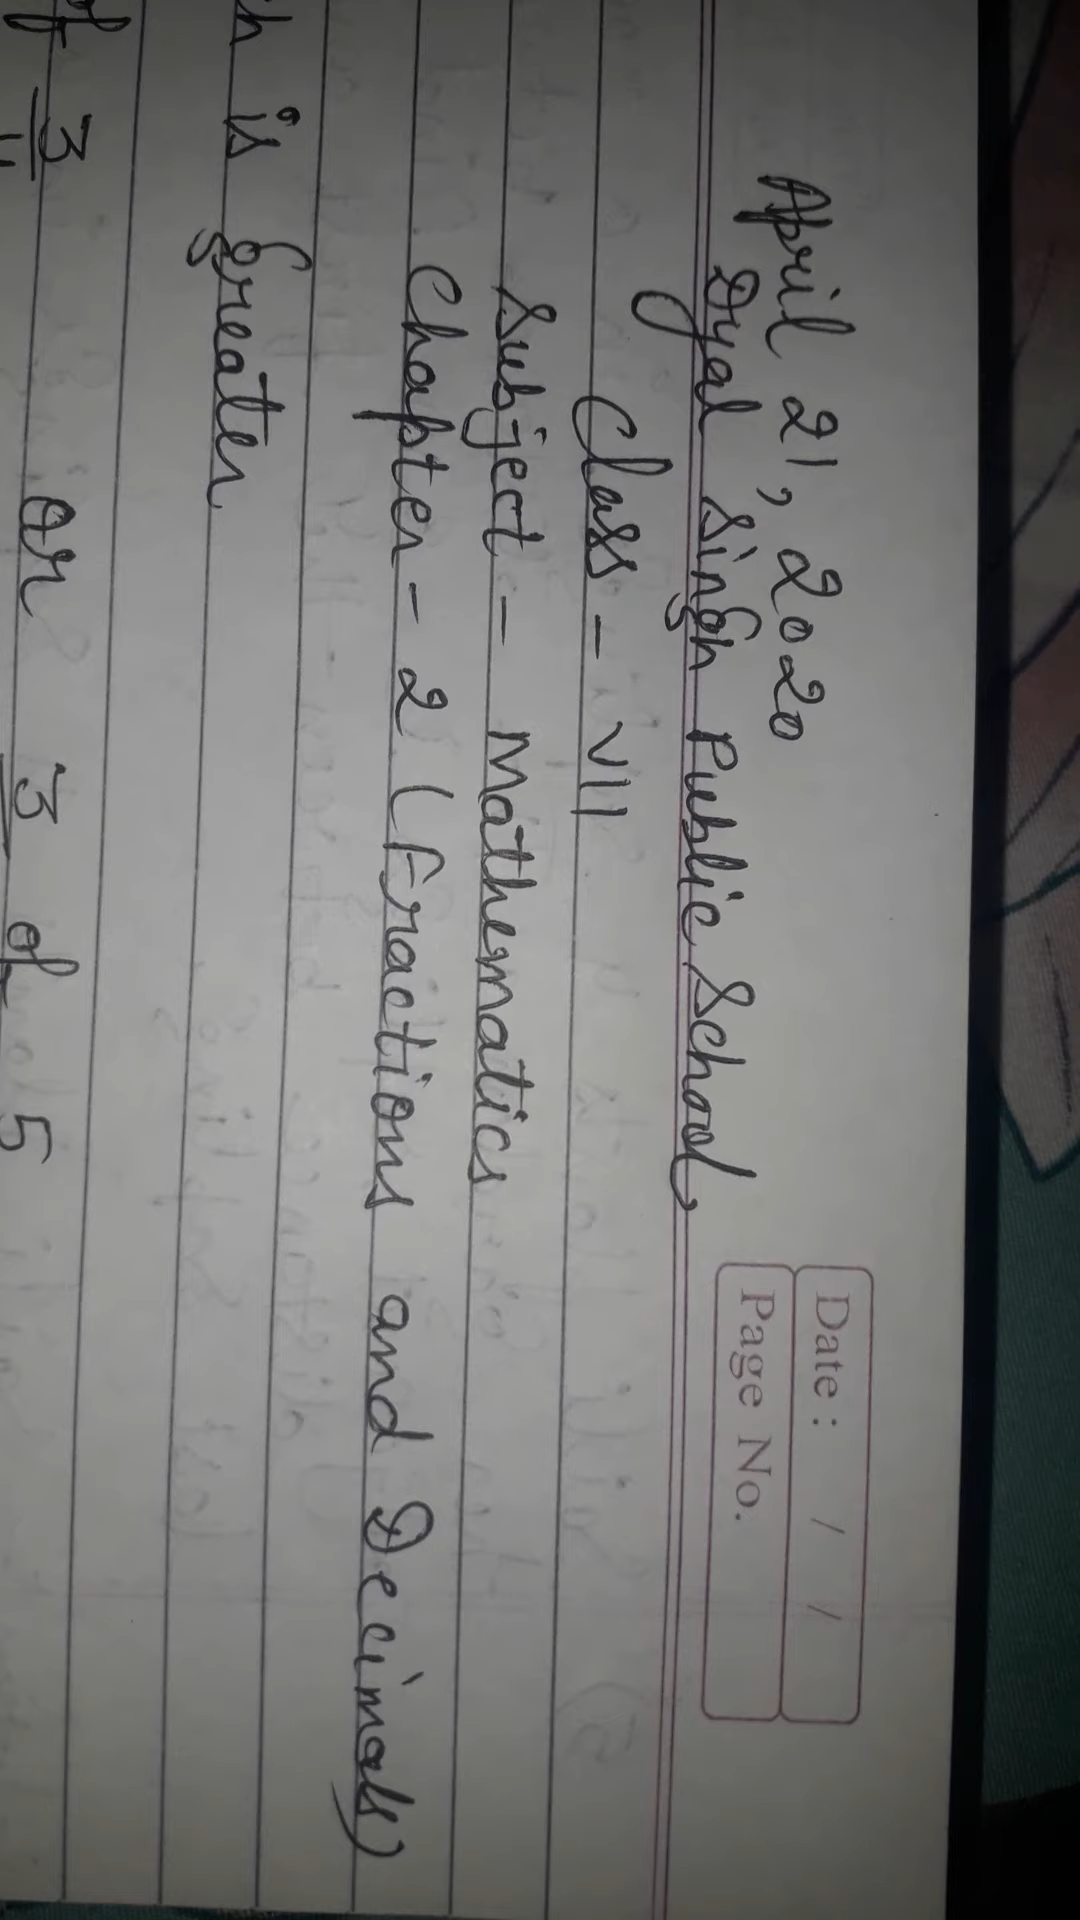 April 21, 2020
Date : / /
Page No.
Dyal Singh Public School
Class - VII
Subject - Mathematics
Chapter - 2 (Fractions and Decimals)
is greater
of 3 or 3 of 5